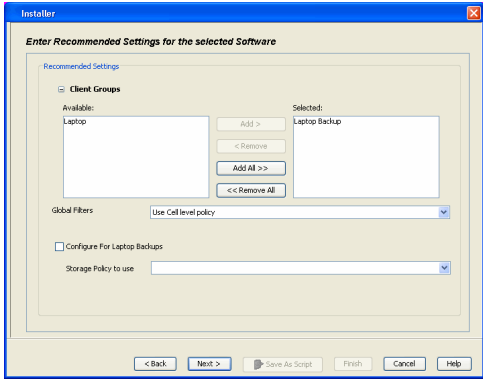 Installer
Enter Recommended Settings for the selected Software
Recommended Settings
Client Groups
Available:
Selected:
Laptop
Laptop Backup
Add >
< Remove
Add All >>
<< Remove All
Global Filters
Use Cell level policy
Configure For Laptop Backups
Storage Policy to use
< Back
Next >
Save As Script
Finish
Cancel
Help